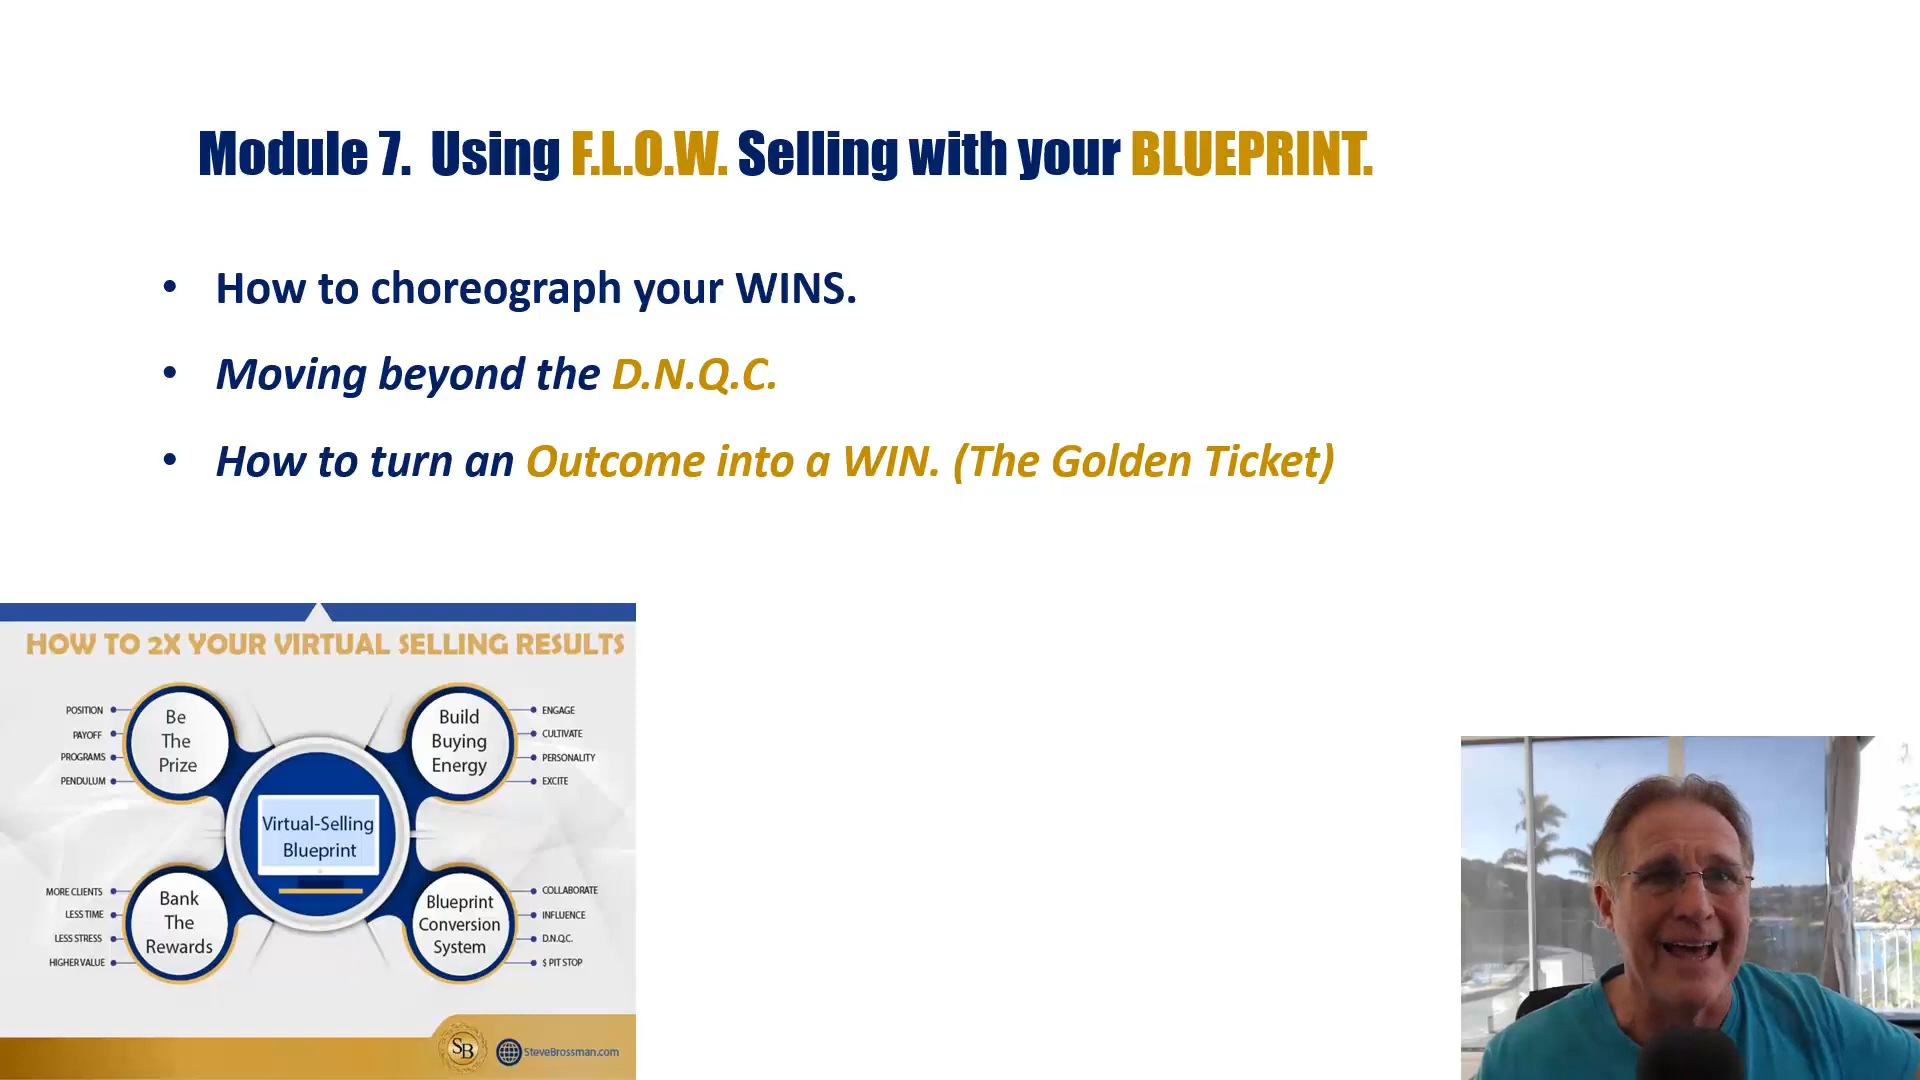 Module 7. Using F.L.O.W. Selling with your BLUEPRINT.
• How to choreograph your WINS.
• Moving beyond the D.N.Q.C.
• How to turn an Outcome into a WIN. (The Golden Ticket)
HOW TO 2X YOUR VIRTUAL SELLING RESULTS
POSITION
PAYOFF
PROGRAMS
PENDULUM
Be
The
Prize
Build
Buying
Energy
ENGAGE
CULTIVATE
PERSONALITY
EXCITE
Virtual-Selling
Blueprint
MORE CLIENTS
LESS TIME
LESS STRESS
HIGHER VALUE
Bank
The
Rewards
Blueprint
Conversion
System
COLLABORATE
INFLUENCE
D.N.Q.C.
$ PIT STOP
SB
SteveBrossman.com